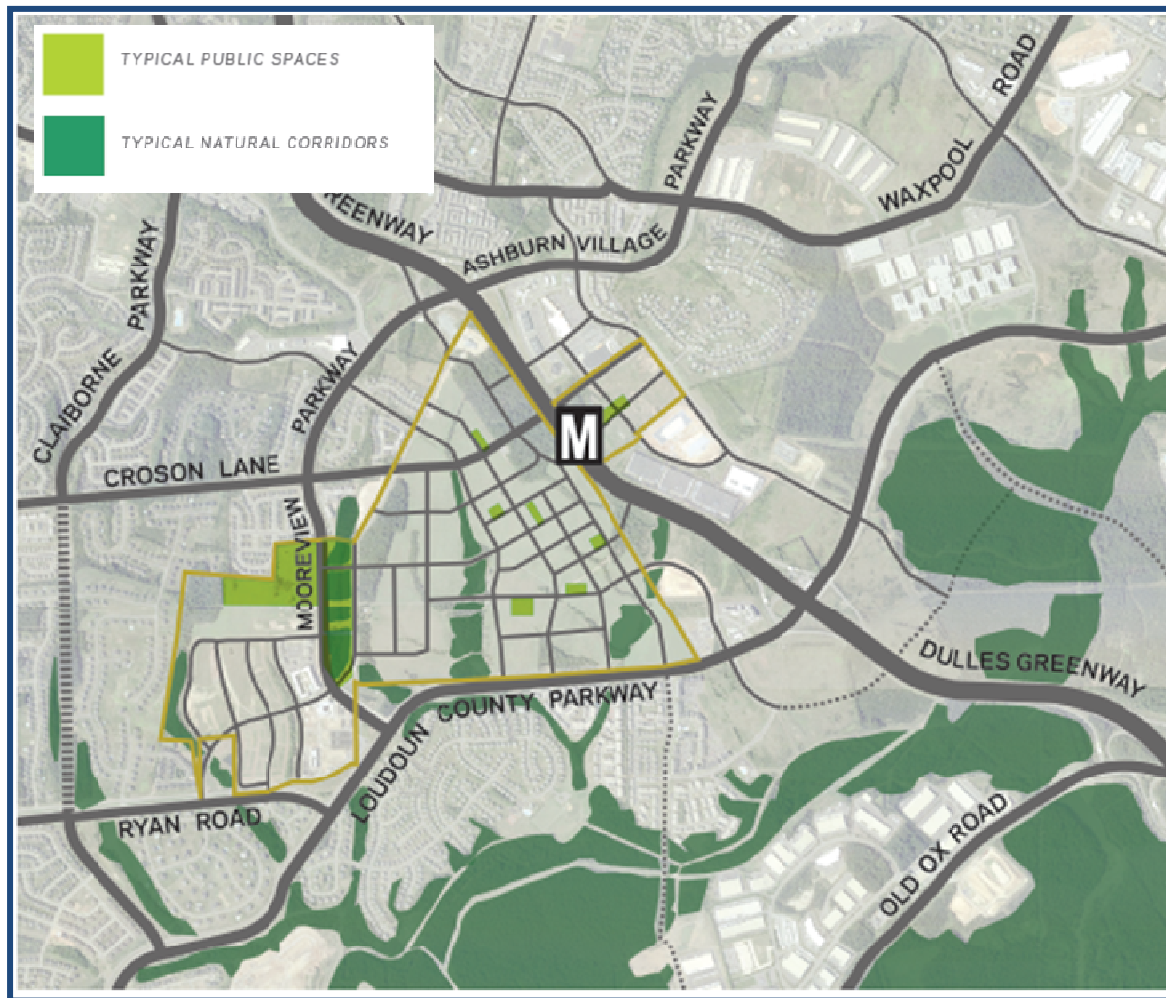 TYPICAL PUBLIC SPACES
TYPICAL NATURAL CORRIDORS
ROAD
PARKWAY
WAXPOOL
REENWAY
ASHBURN VILLAGE
PARKWAY
CLAIBORNE
PARKWAY
CROSON LANE
M
MOOREVIEW
DULLES GREENWAY
LOUDOUN COUNTY PARKWAY
RYAN ROAD
OLD OX ROAD